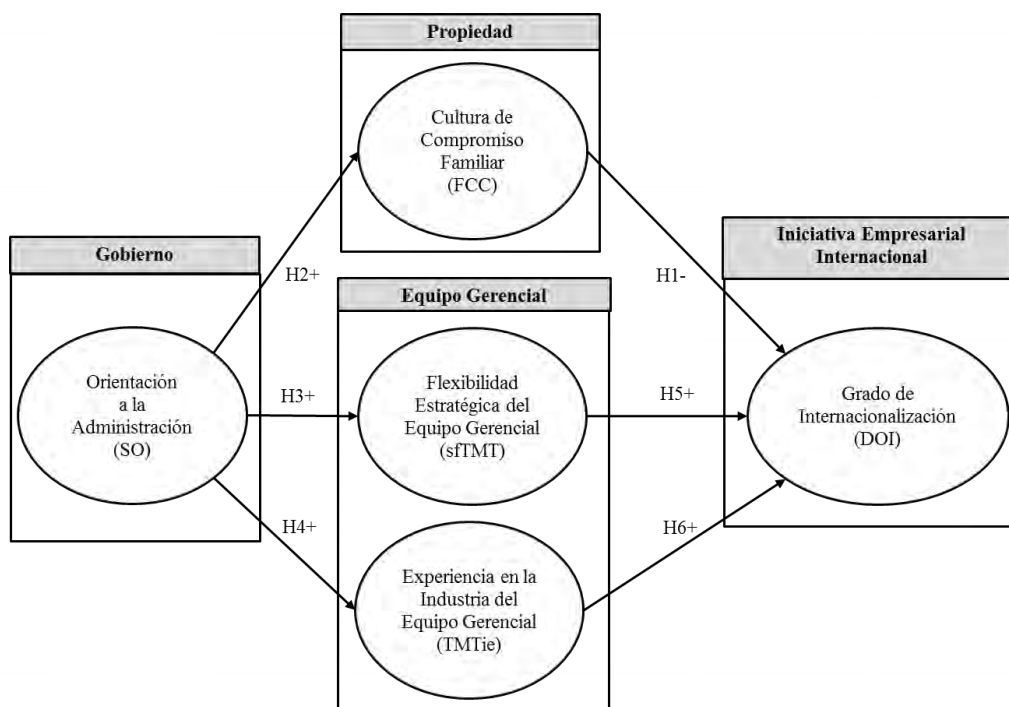 Propiedad
Cultura de
Compromiso
Familiar
(FCC)
Gobierno
Orientación
a la
Administración
(SO)
H2+
H3+
H4+
Equipo Gerencial
Flexibilidad
Estratégica del
Equipo Gerencial
(sfTMT)
Experiencia en la
Industria del
Equipo Gerencial
(TMTie)
H1-
H5+
H6+
Iniciativa Empresarial
Internacional
Grado de
Internacionalización
(DOI)